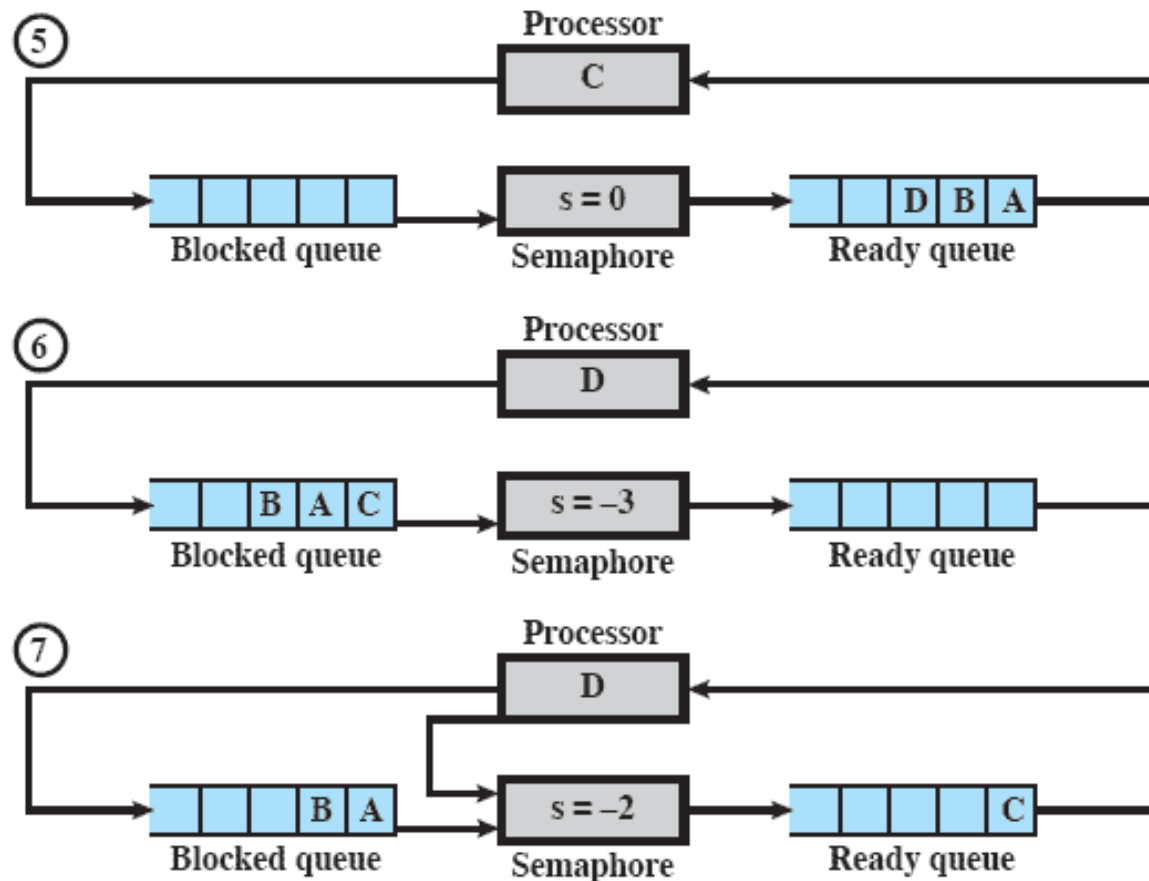 5
Processor
C
s = 0
D B A
Blocked queue
Semaphore
Ready queue
6
Processor
D
B A C
s = –3
Blocked queue
Semaphore
Ready queue
7
Processor
D
B A
s = –2
C
Blocked queue
Semaphore
Ready queue